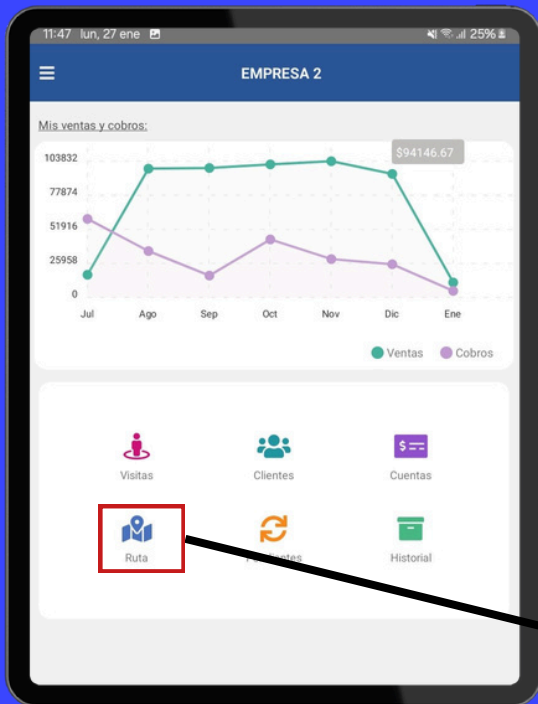 11:47 lun, 27 ene 25%
EMPRESA 2
Mis ventas y cobros:
$94146.67
103832
77874
51916
25958
0
Jul Ago Sep Oct Nov Dic Ene
Ventas Cobros
Visitas Clientes Cuentas
Ruta Historial